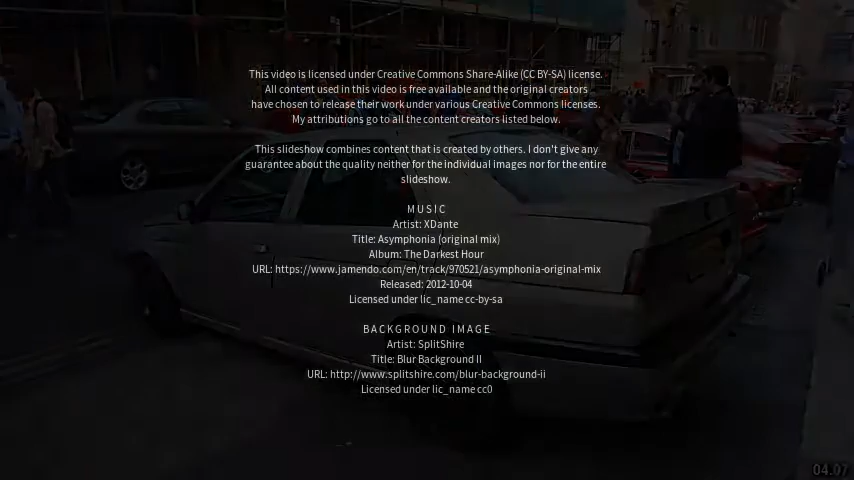 This video is licensed under Creative Commons Share-Alike (CC BY-SA) license.
All content used in this video is free available and the original creators
have chosen to release their work under various Creative Commons licenses.
My attributions go to all the content creators listed below.
This slideshow combines content that is created by others. I don't give any
guarantee about the quality neither for the individual images nor for the entire
slideshow.
MUSIC
Artist: XDante
Title: Asymphonia (original mix)
Album: The Darkest Hour
URL: https://www.jamendo.com/en/track/970521/asymphonia-original-mix
Released: 2012-10-04
Licensed under lic_name cc-by-sa
BACKGROUND IMAGE
Artist: SplitShire
Title: Blur Background II
URL: http://www.splitshire.com/blur-background-ii
Licensed under lic_name cc0
04.07